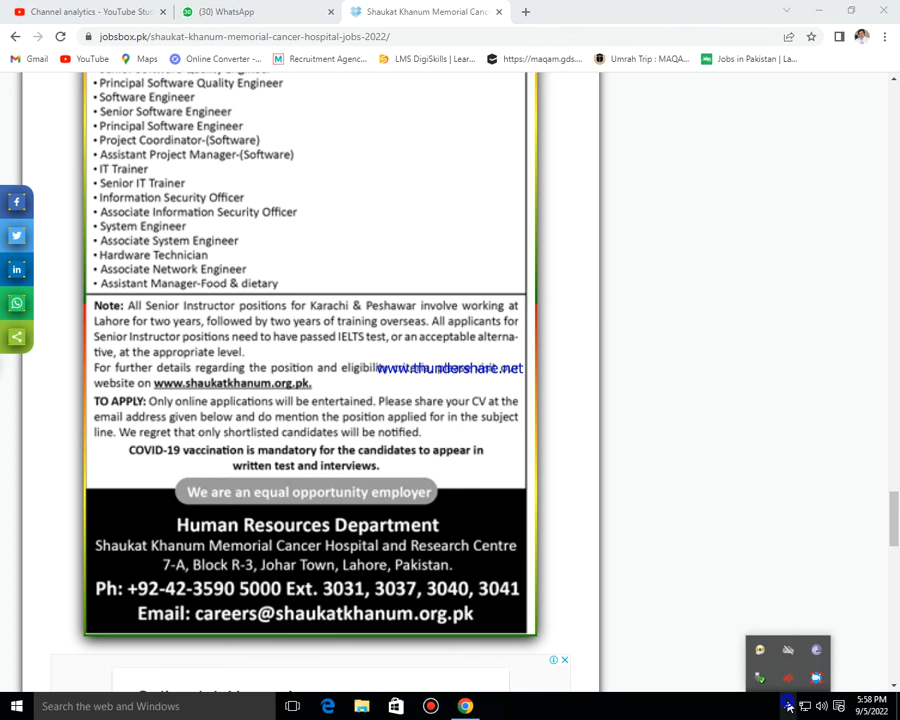 Channel analytics - YouTube Stud
(30) WhatsApp
Shaukat Khanum Memorial Canc
jobsbox.pk/shaukat-khanum-memorial-cancer-hospital-jobs-2022/
Gmail
YouTube
Maps
Online Converter -...
Recruitment Agenc...
LMS DigiSkills | Lear...
https://maqam.gds....
Umrah Trip : MAQA...
Jobs in Pakistan | La...
• Principal Software Quality Engineer
• Software Engineer
• Senior Software Engineer
• Principal Software Engineer
• Project Coordinator-(Software)
• Assistant Project Manager-(Software)
• IT Trainer
• Senior IT Trainer
• Information Security Officer
• Associate Information Security Officer
• System Engineer
• Associate System Engineer
• Hardware Technician
• Associate Network Engineer
• Assistant Manager-Food & dietary
Note: All Senior Instructor positions for Karachi & Peshawar involve working at
Lahore for two years, followed by two years of training overseas. All applicants for
Senior Instructor positions need to have passed IELTS test, or an acceptable alterna-
tive, at the appropriate level.
For further details regarding the position and eligibili
www.thundershare.net
website on www.shaukatkhanum.org.pk.
TO APPLY: Only online applications will be entertained. Please share your CV at the
email address given below and do mention the position applied for in the subject
line. We regret that only shortlisted candidates will be notified.
COVID-19 vaccination is mandatory for the candidates to appear in
written test and interviews.
We are an equal opportunity employer
Human Resources Department
Shaukat Khanum Memorial Cancer Hospital and Research Centre
7-A, Block R-3, Johar Town, Lahore, Pakistan.
Ph: +92-42-3590 5000 Ext. 3031, 3037, 3040, 3041
Email: careers@shaukatkhanum.org.pk
Search the web and Windows
5:58 PM
9/5/2022